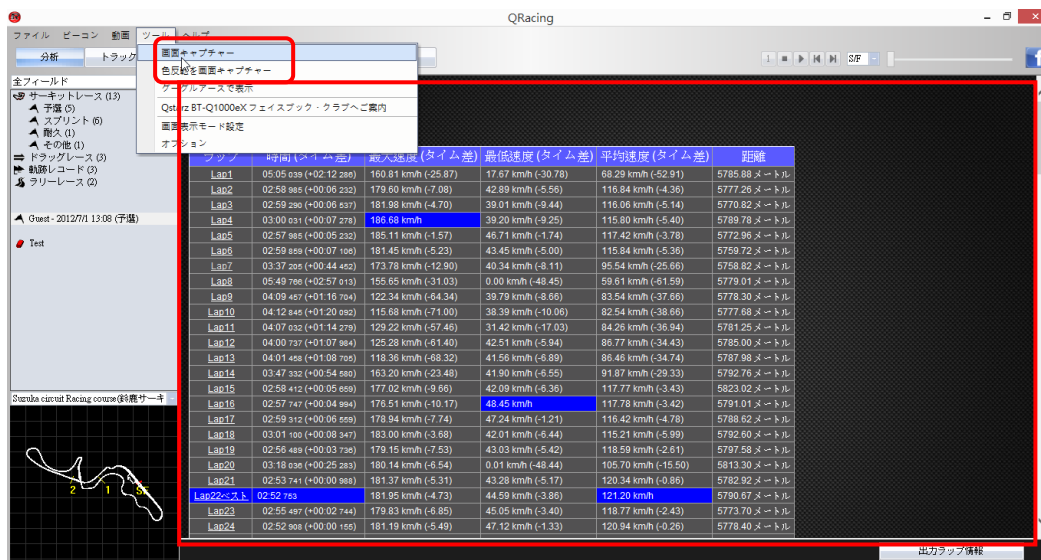 QRacing
ファイル ビーコン 動画 ツール ヘルプ
分析 トラック
S/F
画面キャプチャー
色反転を画面キャプチャー
グーグルアースで表示
Qstarz BT-Q1000eX フェイスブック・クラブへご案内
画面表示モード設定
オプション
全フィールド
サーキットレース (13)
予選 (5)
スプリント (6)
耐久 (1)
その他 (1)
ドラッグレース (3)
軌跡レコード (3)
ラリーレース (2)
Guest - 2012/7/1 13:08 (予選)
Test
ラップ 時間 (タイム差) 最大速度 (タイム差) 最低速度 (タイム差) 平均速度 (タイム差) 距離
Lap1 05:05 039 (+02:12 286) 160.81 km/h (-25.87) 17.67 km/h (-30.78) 68.29 km/h (-52.91) 5785.88 メートル
Lap2 02:58 985 (+00:06 232) 179.60 km/h (-7.08) 42.89 km/h (-5.56) 116.84 km/h (-4.36) 5777.26 メートル
Lap3 02:59 290 (+00:06 537) 181.98 km/h (-4.70) 39.01 km/h (-9.44) 116.06 km/h (-5.14) 5770.82 メートル
Lap4 03:00 031 (+00:07 278) 186.68 km/h 39.20 km/h (-9.25) 115.80 km/h (-5.40) 5789.78 メートル
Lap5 02:57 985 (+00:05 232) 185.11 km/h (-1.57) 46.71 km/h (-1.74) 117.42 km/h (-3.78) 5772.96 メートル
Lap6 02:59 859 (+00:07 106) 181.45 km/h (-5.23) 43.45 km/h (-5.00) 115.84 km/h (-5.36) 5759.72 メートル
Lap7 03:37 205 (+00:44 452) 173.78 km/h (-12.90) 40.34 km/h (-8.11) 95.54 km/h (-25.66) 5758.82 メートル
Lap8 05:49 766 (+02:57 013) 155.65 km/h (-31.03) 0.00 km/h (-48.45) 59.61 km/h (-61.59) 5779.01 メートル
Lap9 04:09 457 (+01:16 704) 122.34 km/h (-64.34) 39.79 km/h (-8.66) 83.54 km/h (-37.66) 5778.30 メートル
Lap10 04:12 845 (+01:20 092) 115.68 km/h (-71.00) 38.39 km/h (-10.06) 82.54 km/h (-38.66) 5777.68 メートル
Lap11 04:07 032 (+01:14 279) 129.22 km/h (-57.46) 31.42 km/h (-17.03) 84.26 km/h (-36.94) 5781.25 メートル
Lap12 04:00 737 (+01:07 984) 125.28 km/h (-61.40) 42.51 km/h (-5.94) 86.77 km/h (-34.43) 5785.00 メートル
Lap13 04:01 458 (+01:08 705) 118.36 km/h (-68.32) 41.56 km/h (-6.89) 86.46 km/h (-34.74) 5787.98 メートル
Lap14 03:47 332 (+00:54 580) 163.20 km/h (-23.48) 41.90 km/h (-6.55) 91.87 km/h (-29.33) 5792.76 メートル
Lap15 02:58 412 (+00:05 659) 177.02 km/h (-9.66) 42.09 km/h (-6.36) 117.77 km/h (-3.43) 5823.02 メートル
Lap16 02:57 747 (+00:04 994) 176.51 km/h (-10.17) 48.45 km/h 117.78 km/h (-3.42) 5791.01 メートル
Lap17 02:59 312 (+00:06 559) 178.94 km/h (-7.74) 47.24 km/h (-1.21) 116.42 km/h (-4.78) 5788.62 メートル
Lap18 03:01 100 (+00:08 347) 183.00 km/h (-3.68) 42.01 km/h (-6.44) 115.21 km/h (-5.99) 5792.60 メートル
Lap19 02:56 489 (+00:03 736) 179.15 km/h (-7.53) 43.03 km/h (-5.42) 118.59 km/h (-2.61) 5797.58 メートル
Lap20 03:18 036 (+00:25 283) 180.14 km/h (-6.54) 0.01 km/h (-48.44) 105.70 km/h (-15.50) 5813.30 メートル
Lap21 02:53 741 (+00:00 988) 181.37 km/h (-5.31) 43.28 km/h (-5.17) 120.34 km/h (-0.86) 5782.92 メートル
Lap22ベスト 02:52 753 181.95 km/h (-4.73) 44.59 km/h (-3.86) 121.20 km/h 5790.67 メートル
Lap23 02:55 497 (+00:02 744) 179.83 km/h (-6.85) 45.05 km/h (-3.40) 118.77 km/h (-2.43) 5773.70 メートル
Lap24 02:52 908 (+00:00 155) 181.19 km/h (-5.49) 47.12 km/h (-1.33) 120.94 km/h (-0.26) 5778.40 メートル
Suzuka circuit Racing course(鈴鹿サーキ
2 1 SF
出力ラップ情報